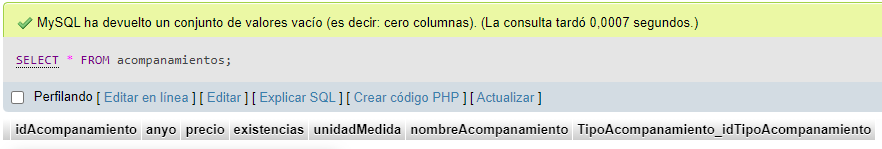 MySQL ha devuelto un conjunto de valores vacío (es decir: cero columnas). (La consulta tardó 0,0007 segundos.)
SELECT * FROM acompanamientos;
Perfilando [ Editar en línea ] [ Editar ] [ Explicar SQL ] [ Crear código PHP ] [ Actualizar ]
idAcompanamiento anyo precio existencias unidadMedida nombreAcompanamiento TipoAcompanamiento_idTipoAcompanamiento